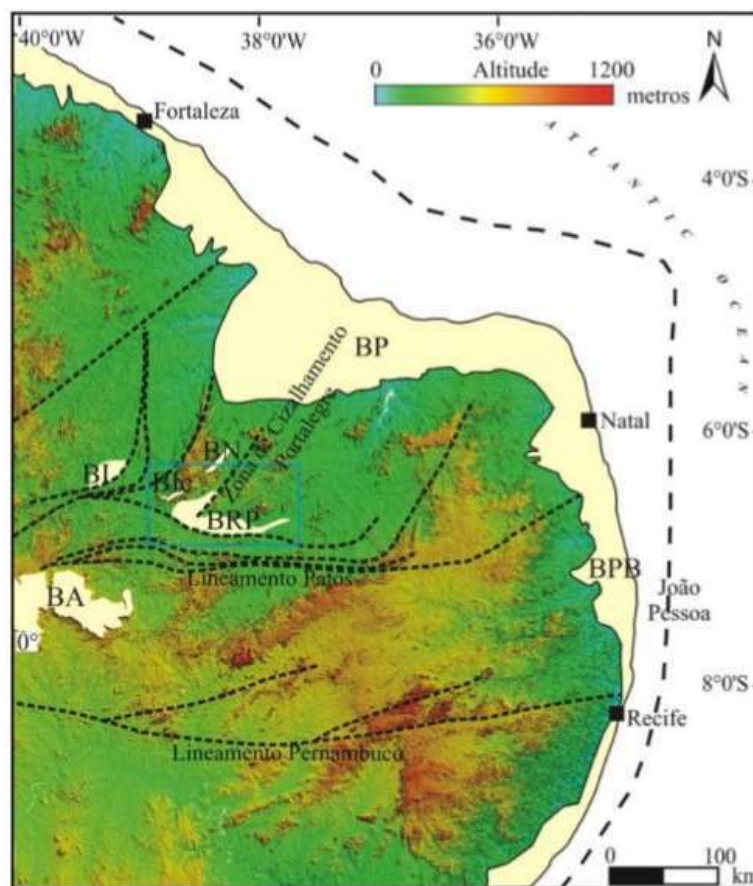 40°0'W
38°0'W
36°0'W
N
0 Altitude 1200
metros
Fortaleza
ATLANTIC OCEAN
4°0'S
BP
Zona de Cizalhamento
Portalegre
Natal
6°0'S
BN
BI
BRP
Lineamento Patos
BPB
João
Pessoa
BA
0°
8°0'S
Recife
Lineamento Pernambuco
0 100
km